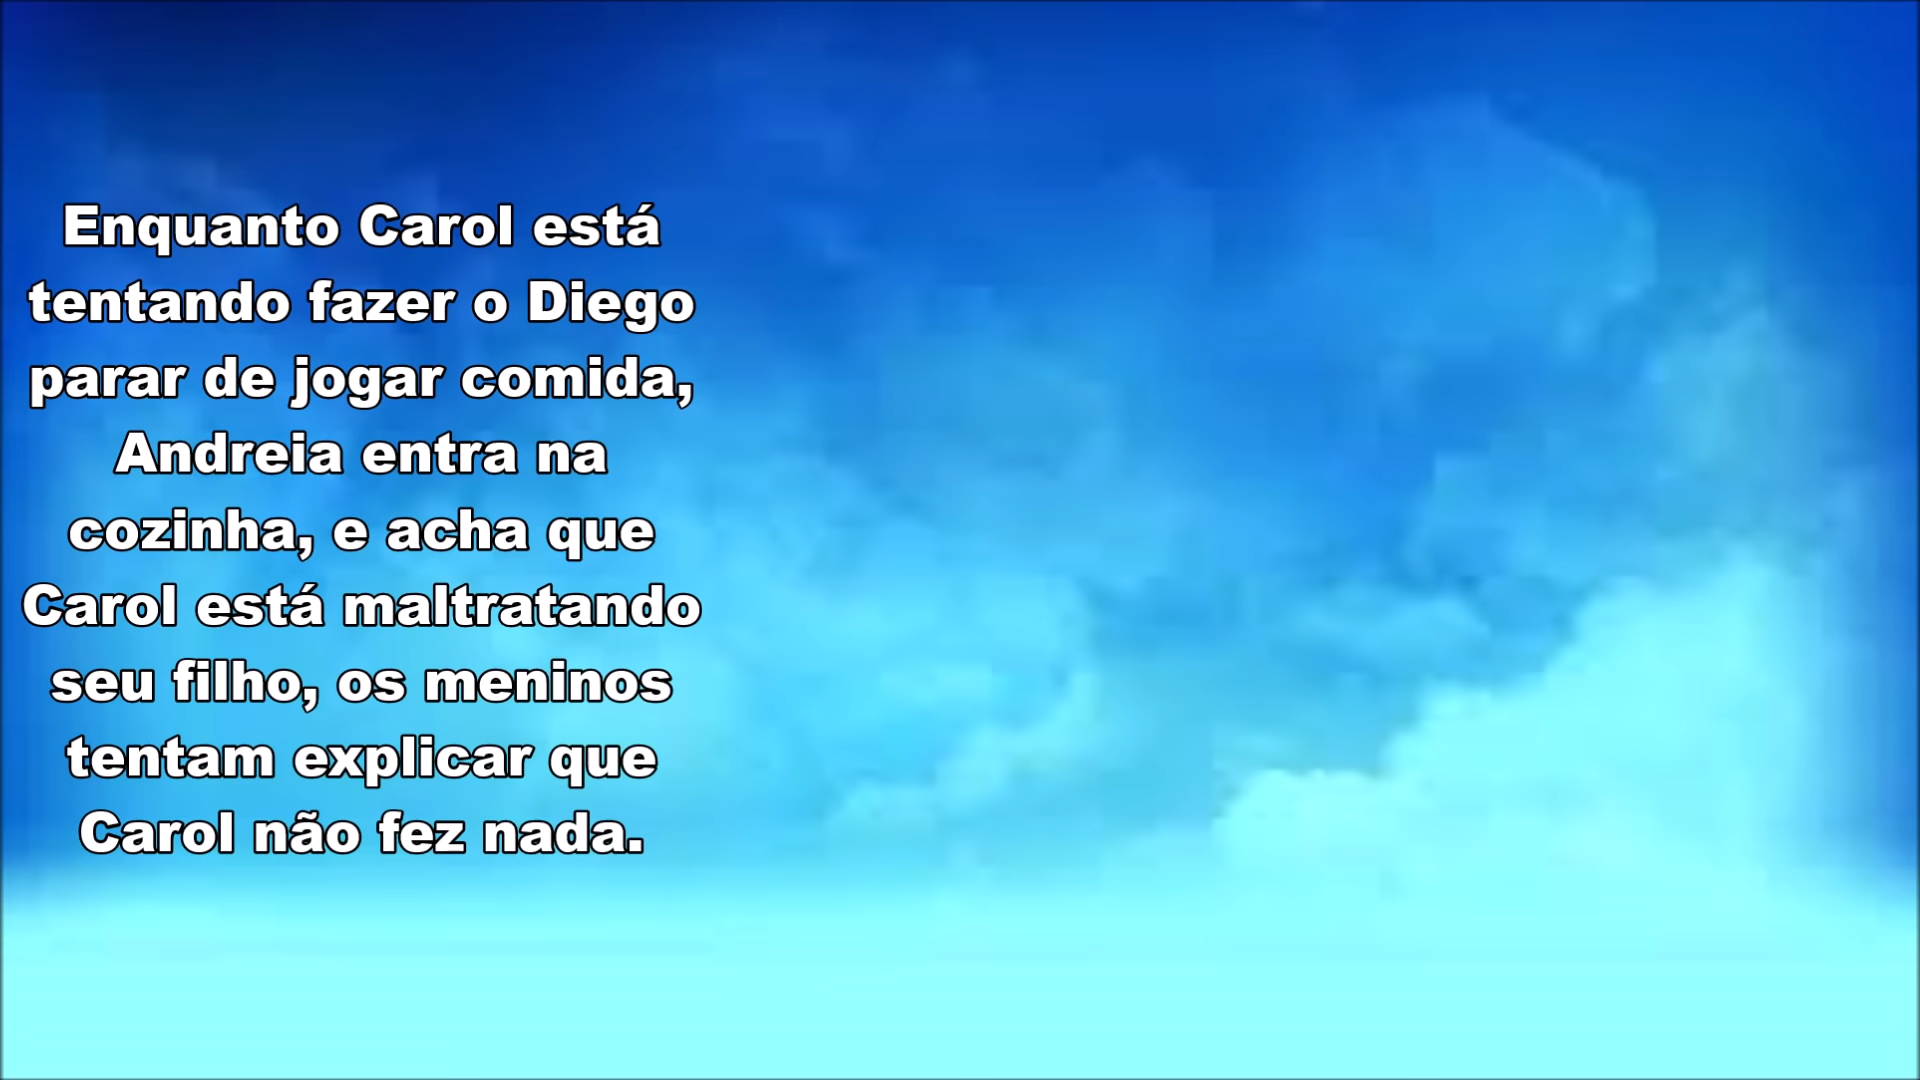 Enquanto Carol está
tentando fazer o Diego
parar de jogar comida,
Andreia entra na
cozinha, e acha que
Carol está maltratando
seu filho, os meninos
tentam explicar que
Carol não fez nada.